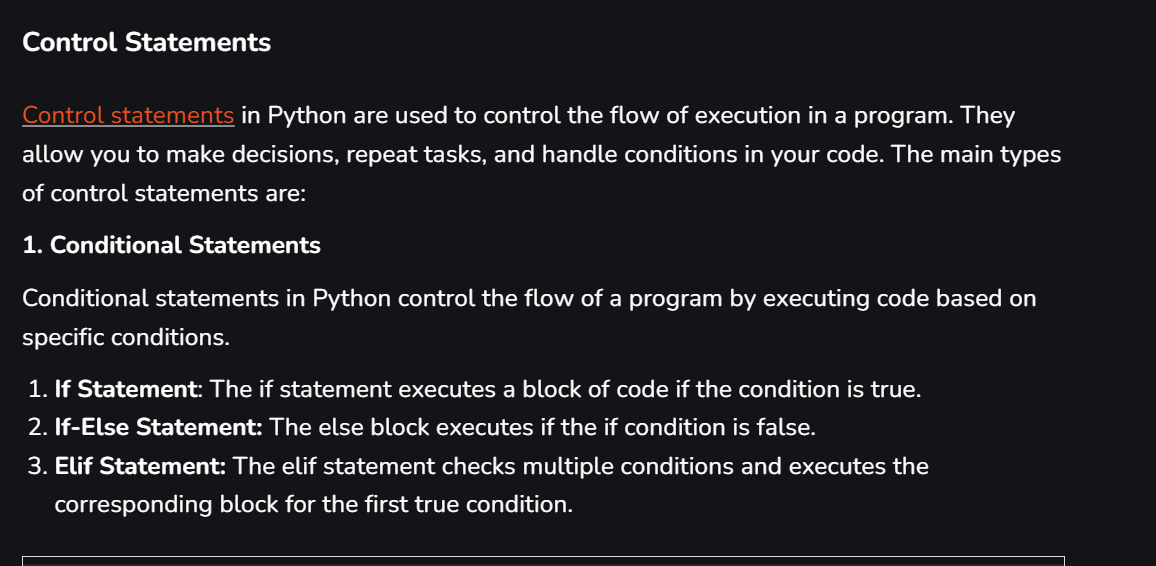 Control Statements
Control statements in Python are used to control the flow of execution in a program. They
allow you to make decisions, repeat tasks, and handle conditions in your code. The main types
of control statements are:
1. Conditional Statements
Conditional statements in Python control the flow of a program by executing code based on
specific conditions.
1. If Statement: The if statement executes a block of code if the condition is true.
2. If-Else Statement: The else block executes if the if condition is false.
3. Elif Statement: The elif statement checks multiple conditions and executes the
corresponding block for the first true condition.